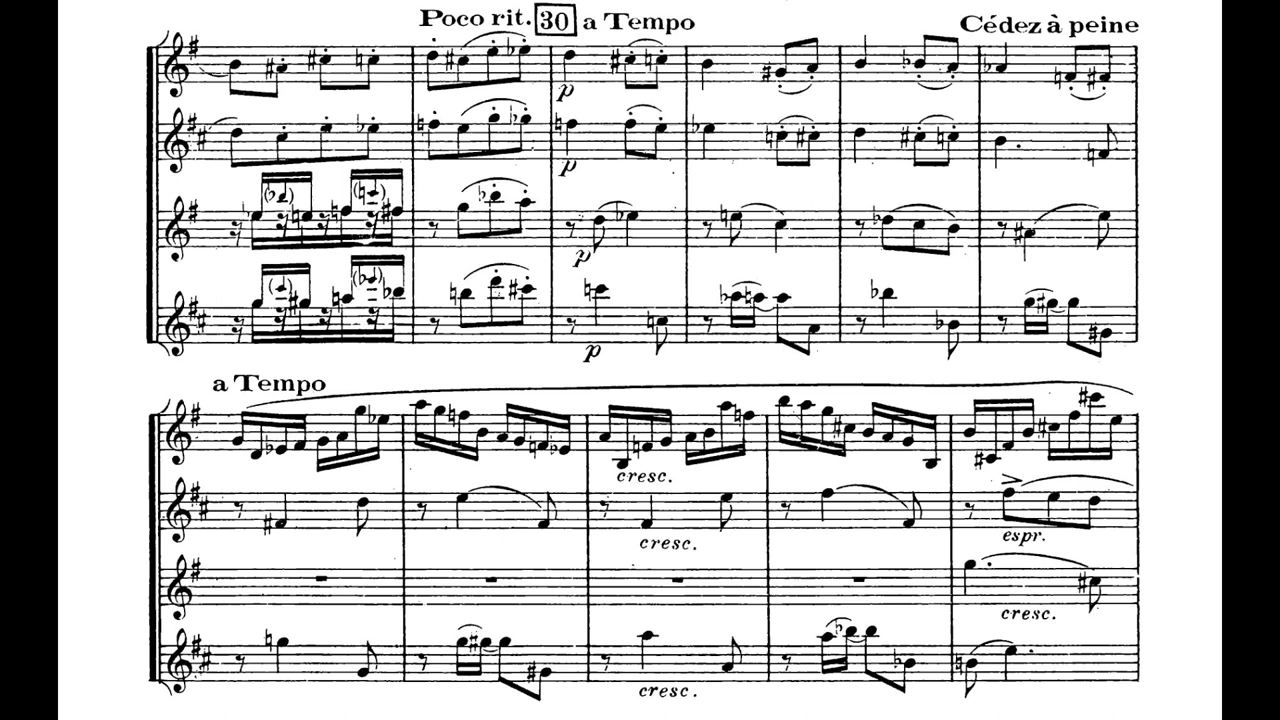 Poco rit. 30 a Tempo Cédez à peine
p
p
p
p
a Tempo
cresc.
cresc. espr.
cresc.
cresc.